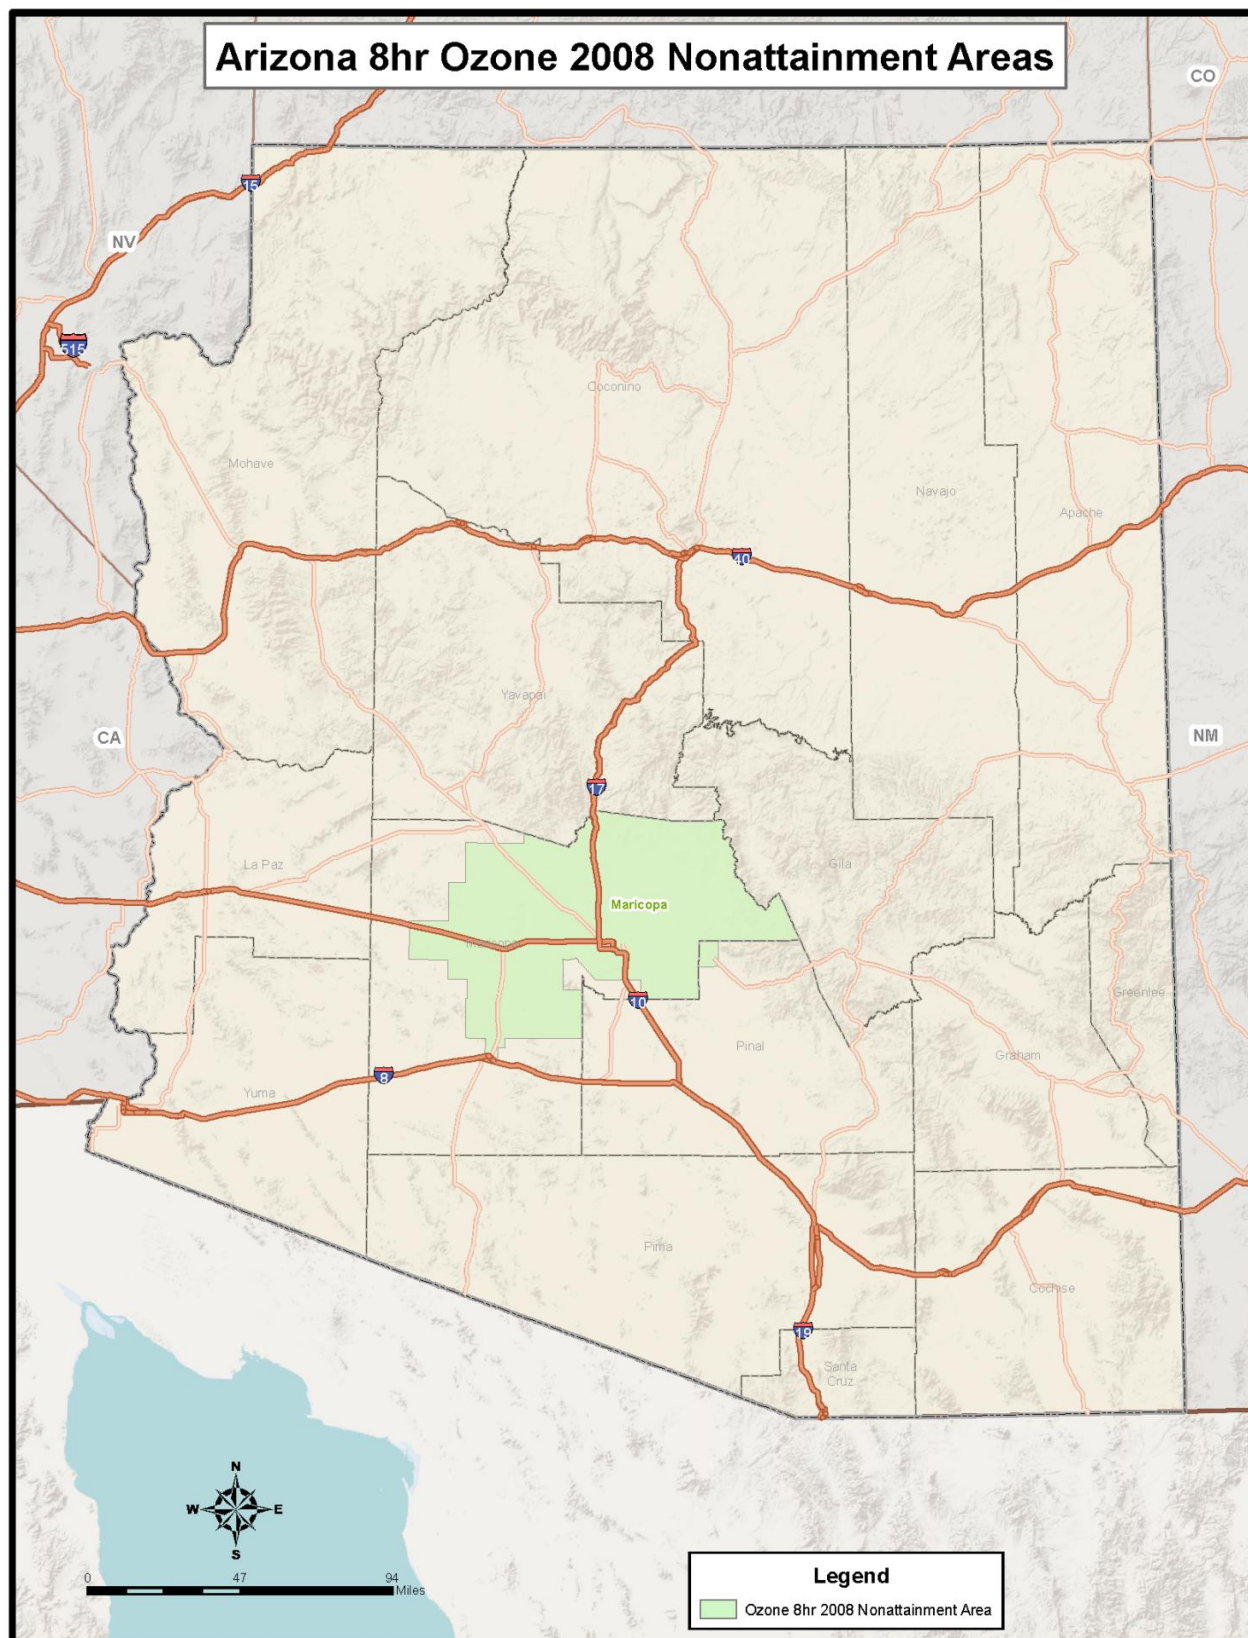 Arizona 8hr Ozone 2008 Nonattainment Areas
CO
15
NV
515
Coconino
Mohave
Navajo
Apache
40
Yavapai
CA
NM
17
La Paz
Gila
Maricopa
Maricopa
Greenlee
10
Pinal
Graham
8
Yuma
Pima
Cochise
19
Santa
Cruz
N
W E
S
0 47 94
Miles
Legend
Ozone 8hr 2008 Nonattainment Area